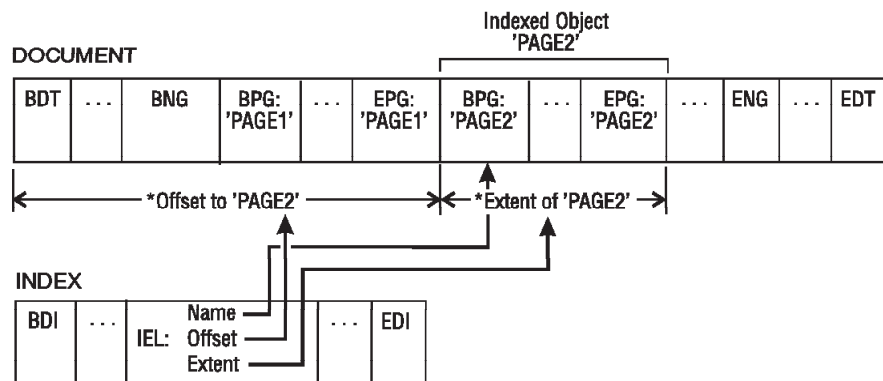 Indexed Object
'PAGE2'
DOCUMENT
BDT ... BNG BPG: ... EPG: BPG: ... EPG: ... ENG ... EDT
'PAGE1' 'PAGE1' 'PAGE2' 'PAGE2'
*Offset to 'PAGE2' *Extent of 'PAGE2'
INDEX
BDI ... Name ... EDI
IEL: Offset
Extent